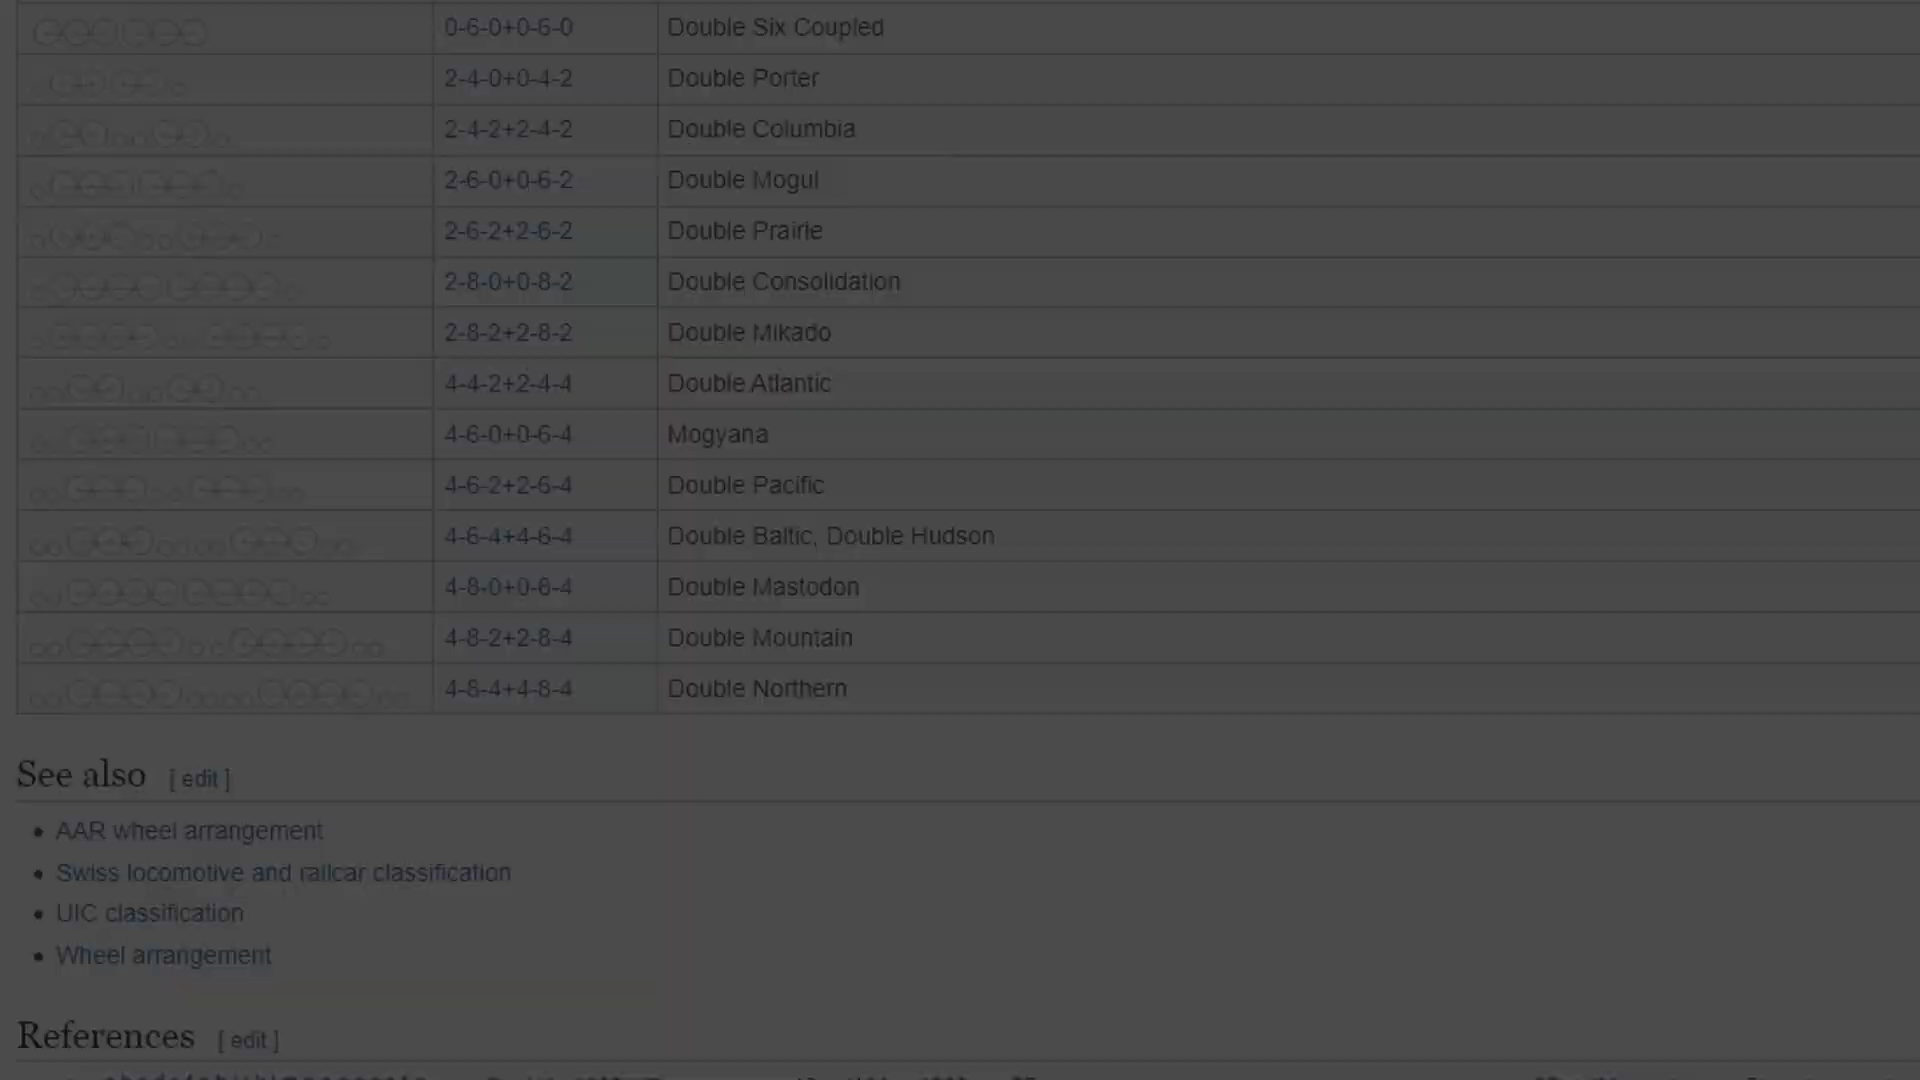 0-6-0+0-6-0 Double Six Coupled
2-4-0+0-4-2 Double Porter
2-4-2+2-4-2 Double Columbia
2-6-0+0-6-2 Double Mogul
2-6-2+2-6-2 Double Prairie
2-8-0+0-8-2 Double Consolidation
2-8-2+2-8-2 Double Mikado
4-4-2+2-4-4 Double Atlantic
4-6-0+0-6-4 Mogyana
4-6-2+2-6-4 Double Pacific
4-6-4+4-6-4 Double Baltic, Double Hudson
4-8-0+0-8-4 Double Mastodon
4-8-2+2-8-4 Double Mountain
4-8-4+4-8-4 Double Northern
See also [ edit ]
• AAR wheel arrangement
• Swiss locomotive and railcar classification
• UIC classification
• Wheel arrangement
References [ edit ]